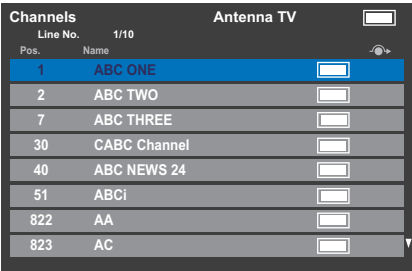 Channels Antenna TV
Line No. 1/10
Pos. Name
1 ABC ONE
2 ABC TWO
7 ABC THREE
30 CABC Channel
40 ABC NEWS 24
51 ABCi
822 AA
823 AC